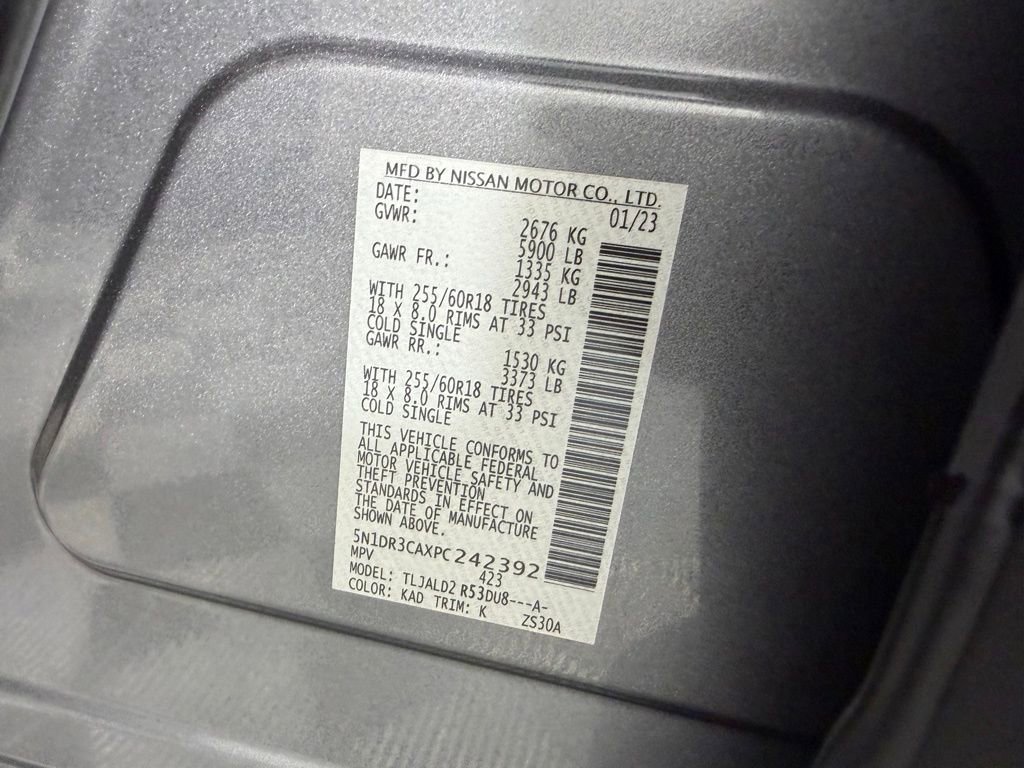 MFD BY NISSAN MOTOR CO., LTD.
DATE: 01/23
GVWR: 2676 KG
5900 LB
GAWR FR.: 1335 KG
2943 LB
WITH 255/60R18 TIRES
18 X 8.0 RIMS AT 33 PSI
COLD SINGLE
GAWR RR.: 1530 KG
3373 LB
WITH 255/60R18 TIRES
18 X 8.0 RIMS AT 33 PSI
COLD SINGLE
THIS VEHICLE CONFORMS TO
ALL APPLICABLE FEDERAL
MOTOR VEHICLE SAFETY AND
THEFT PREVENTION
STANDARDS IN EFFECT ON
THE DATE OF MANUFACTURE
SHOWN ABOVE.
5N1DR3CAXPC242392
MPV 423
MODEL: TLJALD2 R53DU8---A-
COLOR: KAD TRIM: K ZS30A